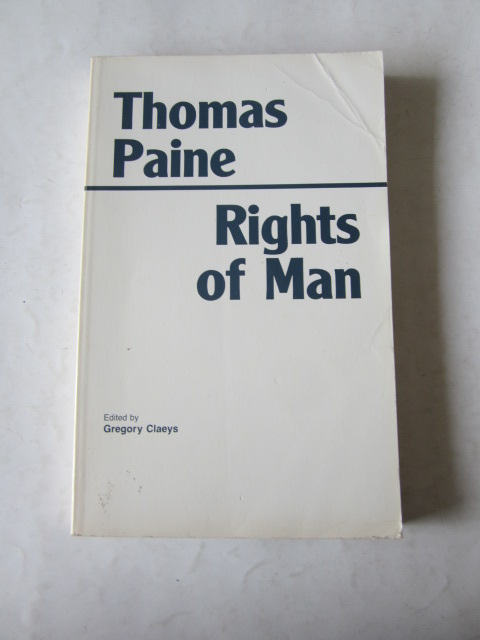 Thomas
Paine
Rights
of Man
Edited by
Gregory Claeys